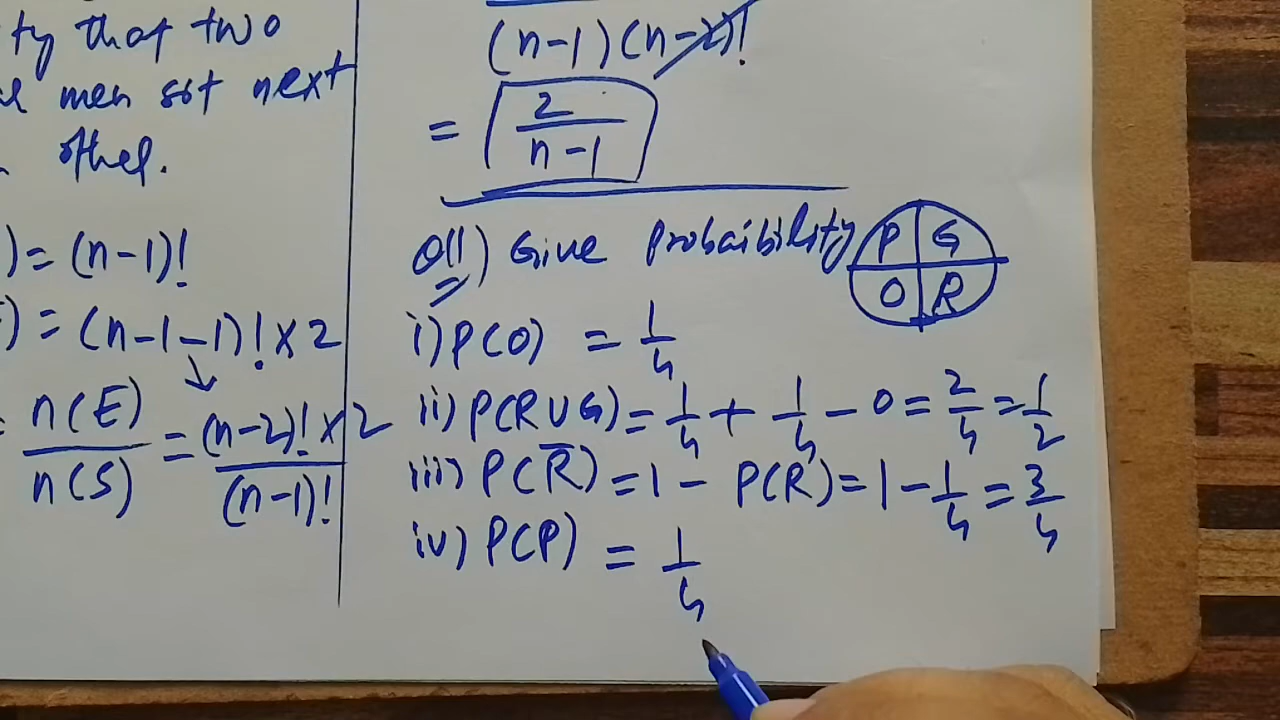 ty that two
men sit next
other.
) = (n-1)!
) = (n-1-1)! × 2
n(E)
n(S)
= (n-2)! × 2
(n-1)!
(n-1)(n-2)!
= 2
n-1
Q11) Give Probaibility
P G
O R
i) P(O) = 1/4
ii) P(R∪G) = 1/4 + 1/4 - 0 = 2/4 = 1/2
iii) P(R̅) = 1 - P(R) = 1 - 1/4 = 3/4
iv) P(P) = 1/4